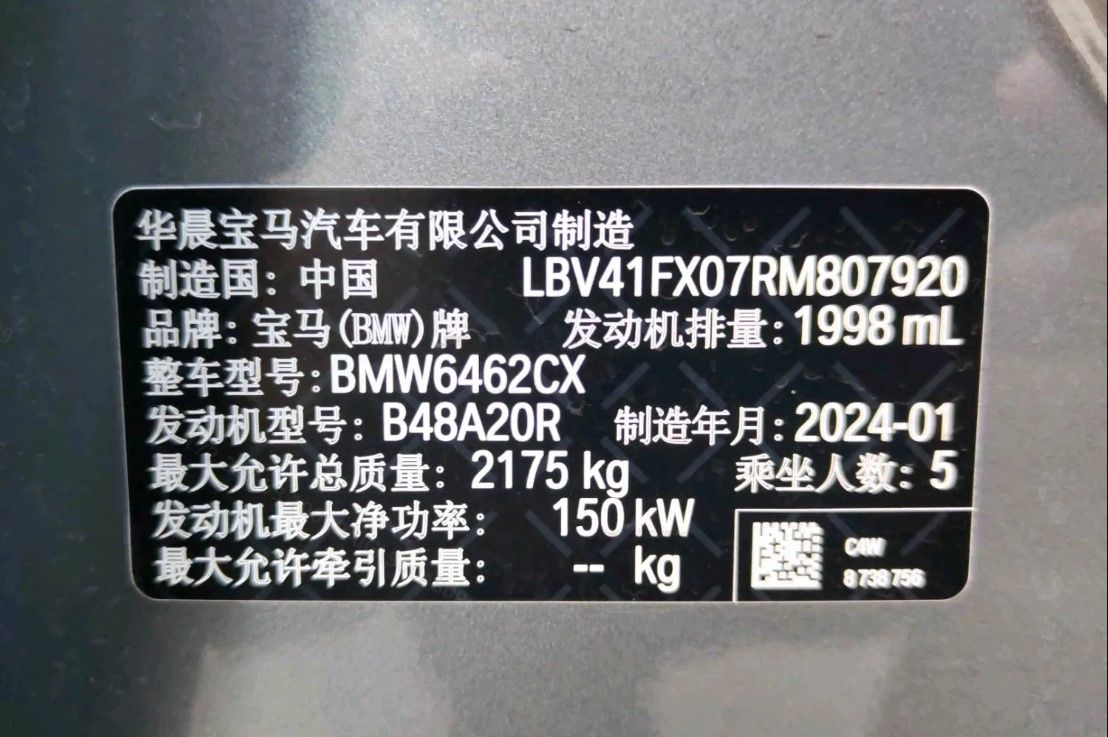 华晨宝马汽车有限公司制造
制造国：中国 LBV41FX07RM807920
品牌：宝马(BMW)牌 发动机排量：1998 mL
整车型号：BMW6462CX
发动机型号：B48A20R 制造年月：2024-01
最大允许总质量：2175 kg 乘坐人数：5
发动机最大净功率：150 kW
最大允许牵引质量：-- kg
C4W
8 738 756